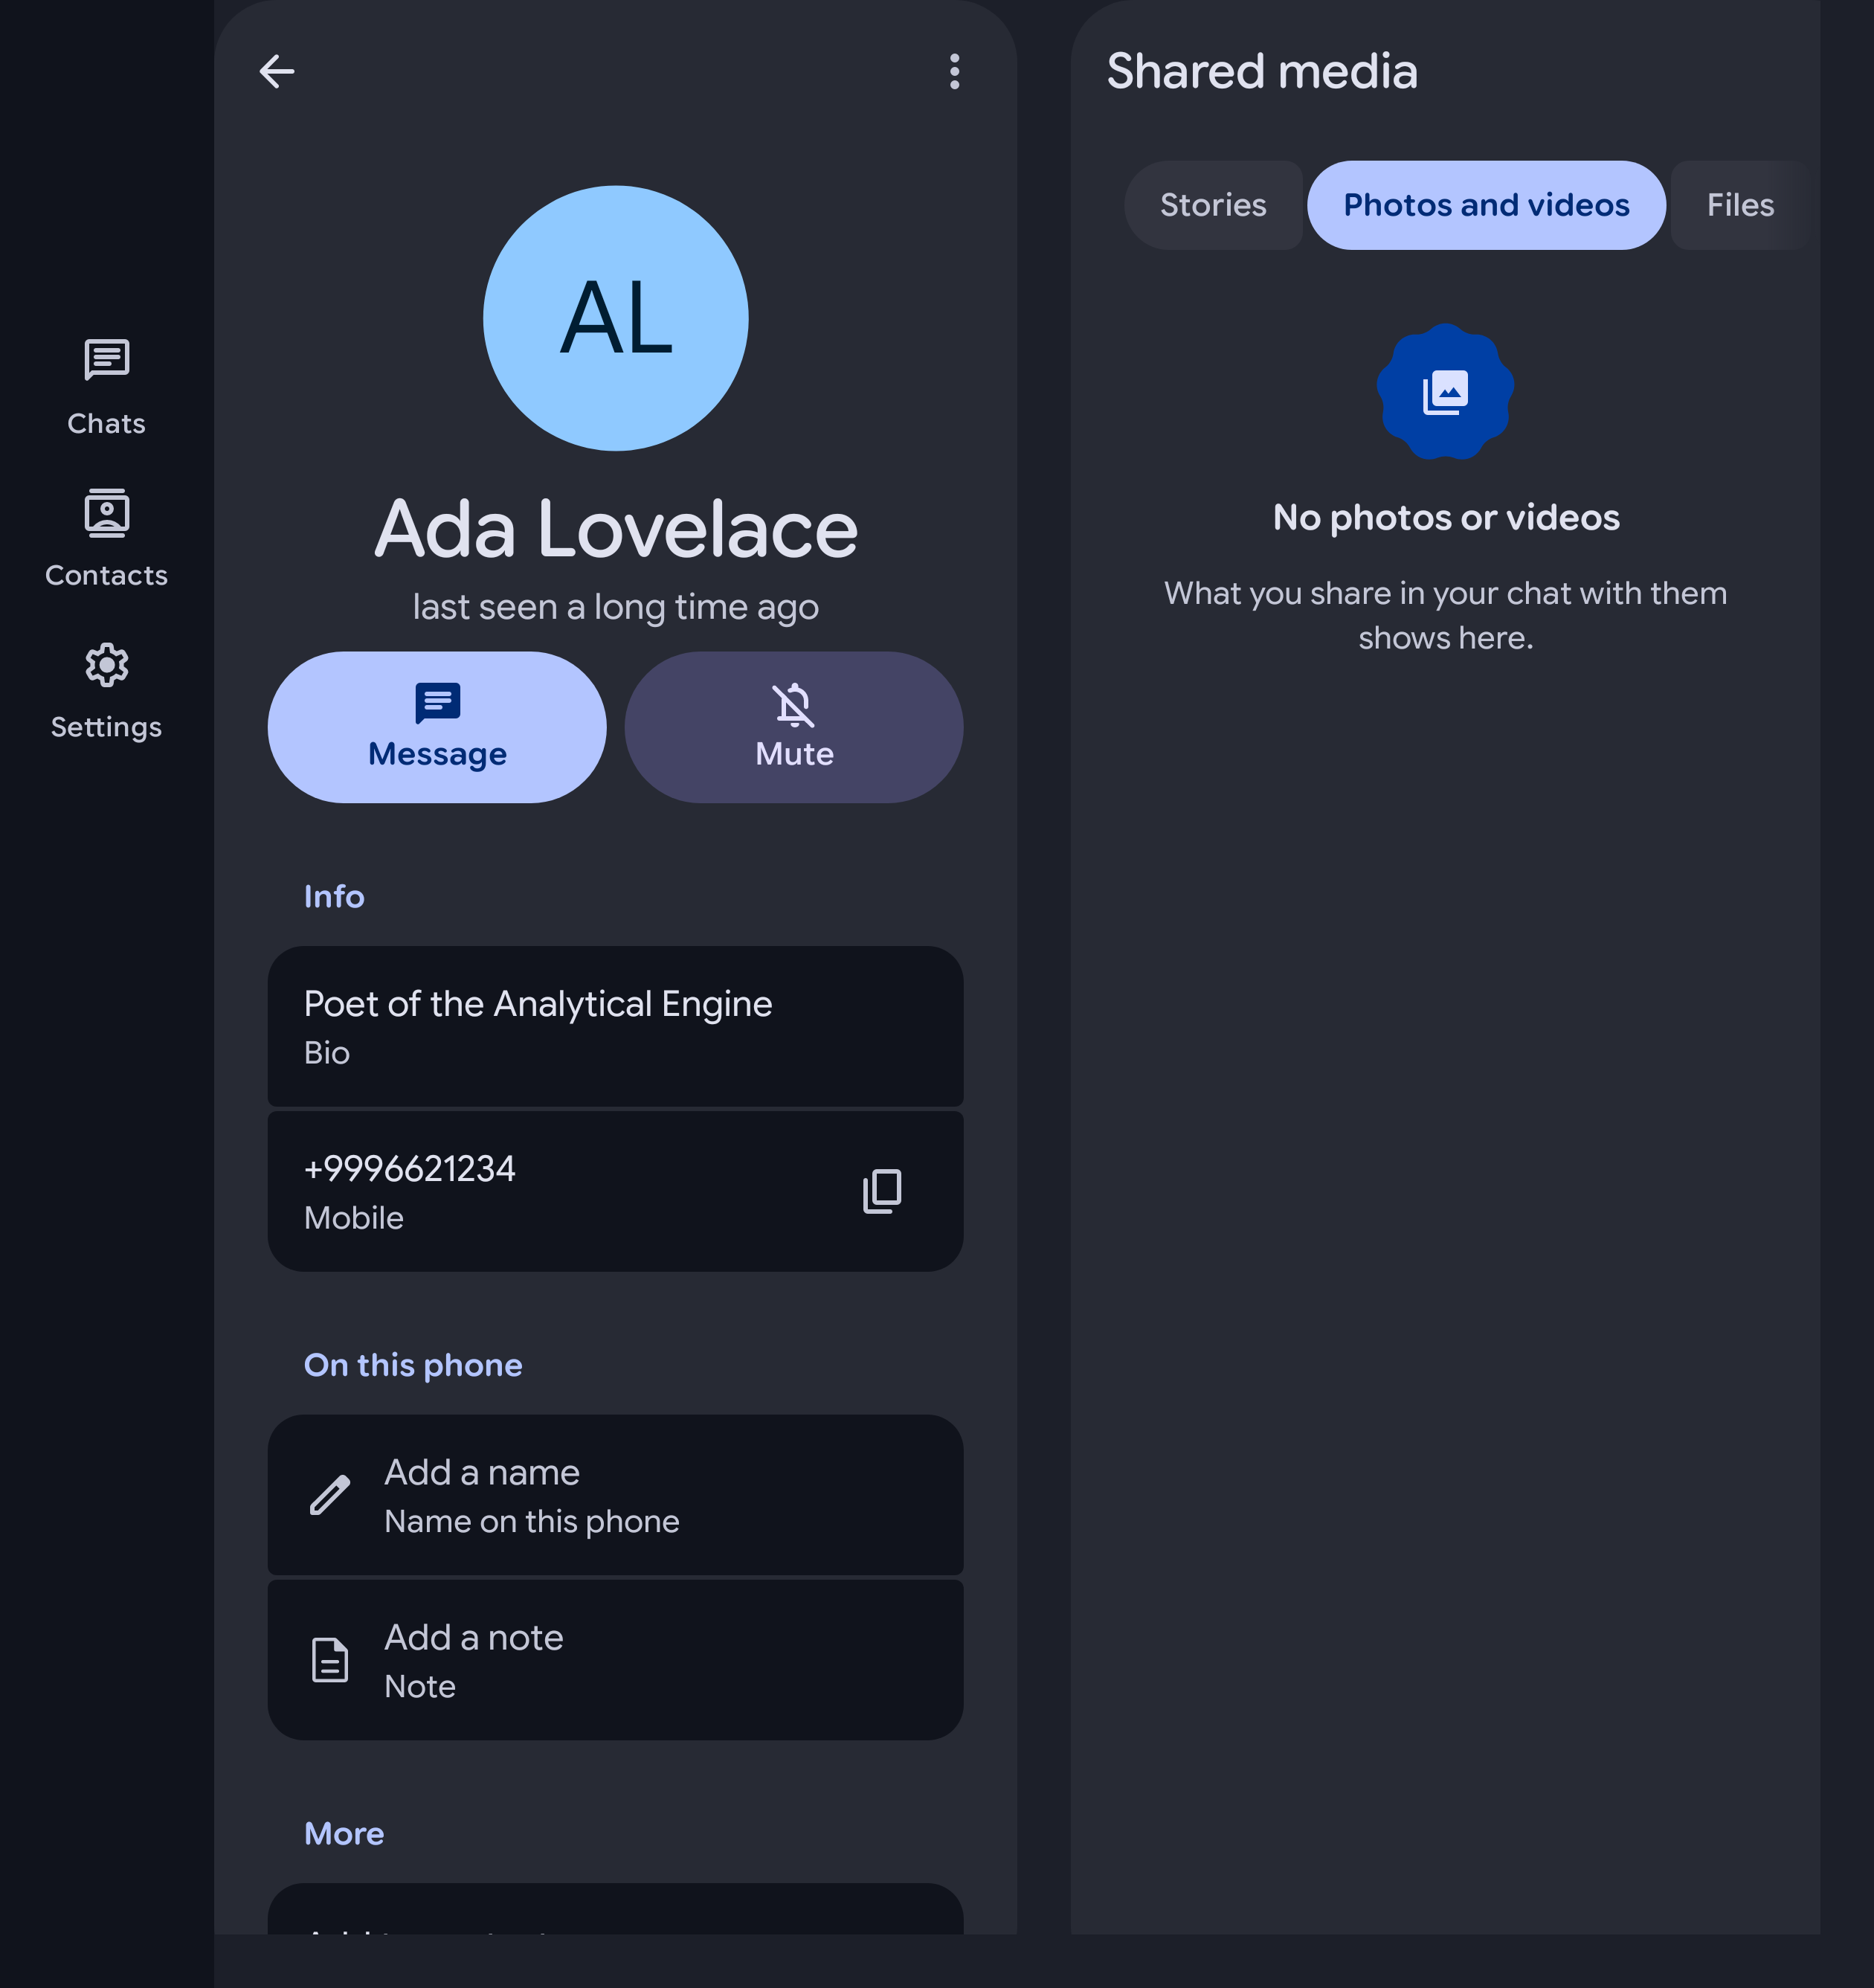 Chats
Contacts
Settings
AL
Ada Lovelace
last seen a long time ago
Message
Mute
Info
Poet of the Analytical Engine
Bio
+9996621234
Mobile
On this phone
Add a name
Name on this phone
Add a note
Note
More
Shared media
Stories
Photos and videos
Files
No photos or videos
What you share in your chat with them
shows here.